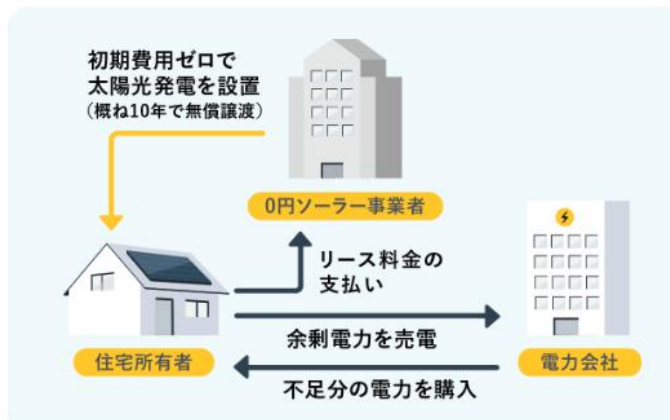 初期費用ゼロで
太陽光発電を設置
（概ね10年で無償譲渡）
0円ソーラー事業者
リース料金の
支払い
余剰電力を売電
住宅所有者
電力会社
不足分の電力を購入